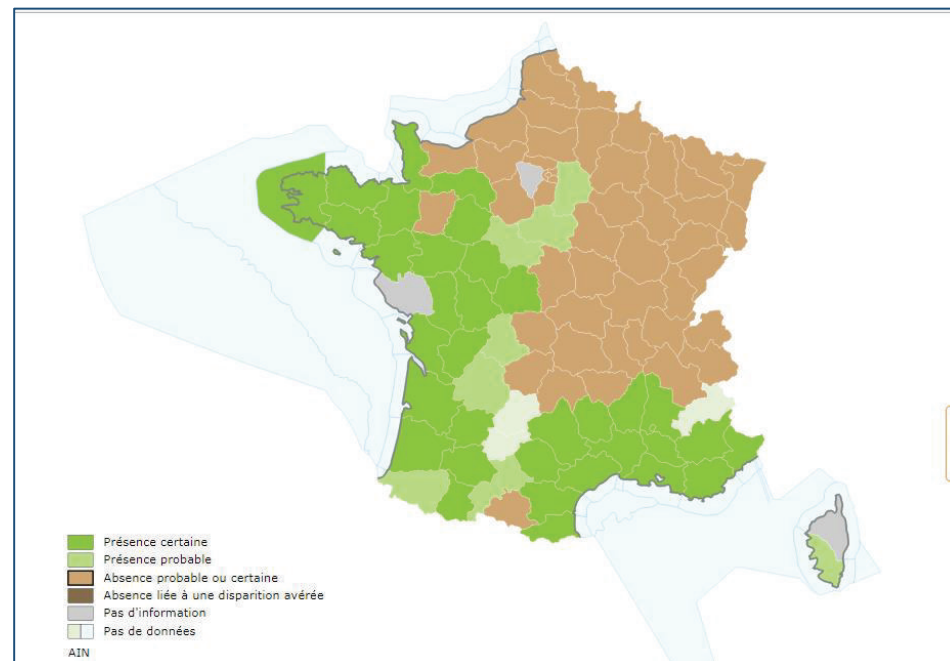 Présence certaine
Présence probable
Absence probable ou certaine
Absence liée à une disparition avérée
Pas d'information
Pas de données
AIN